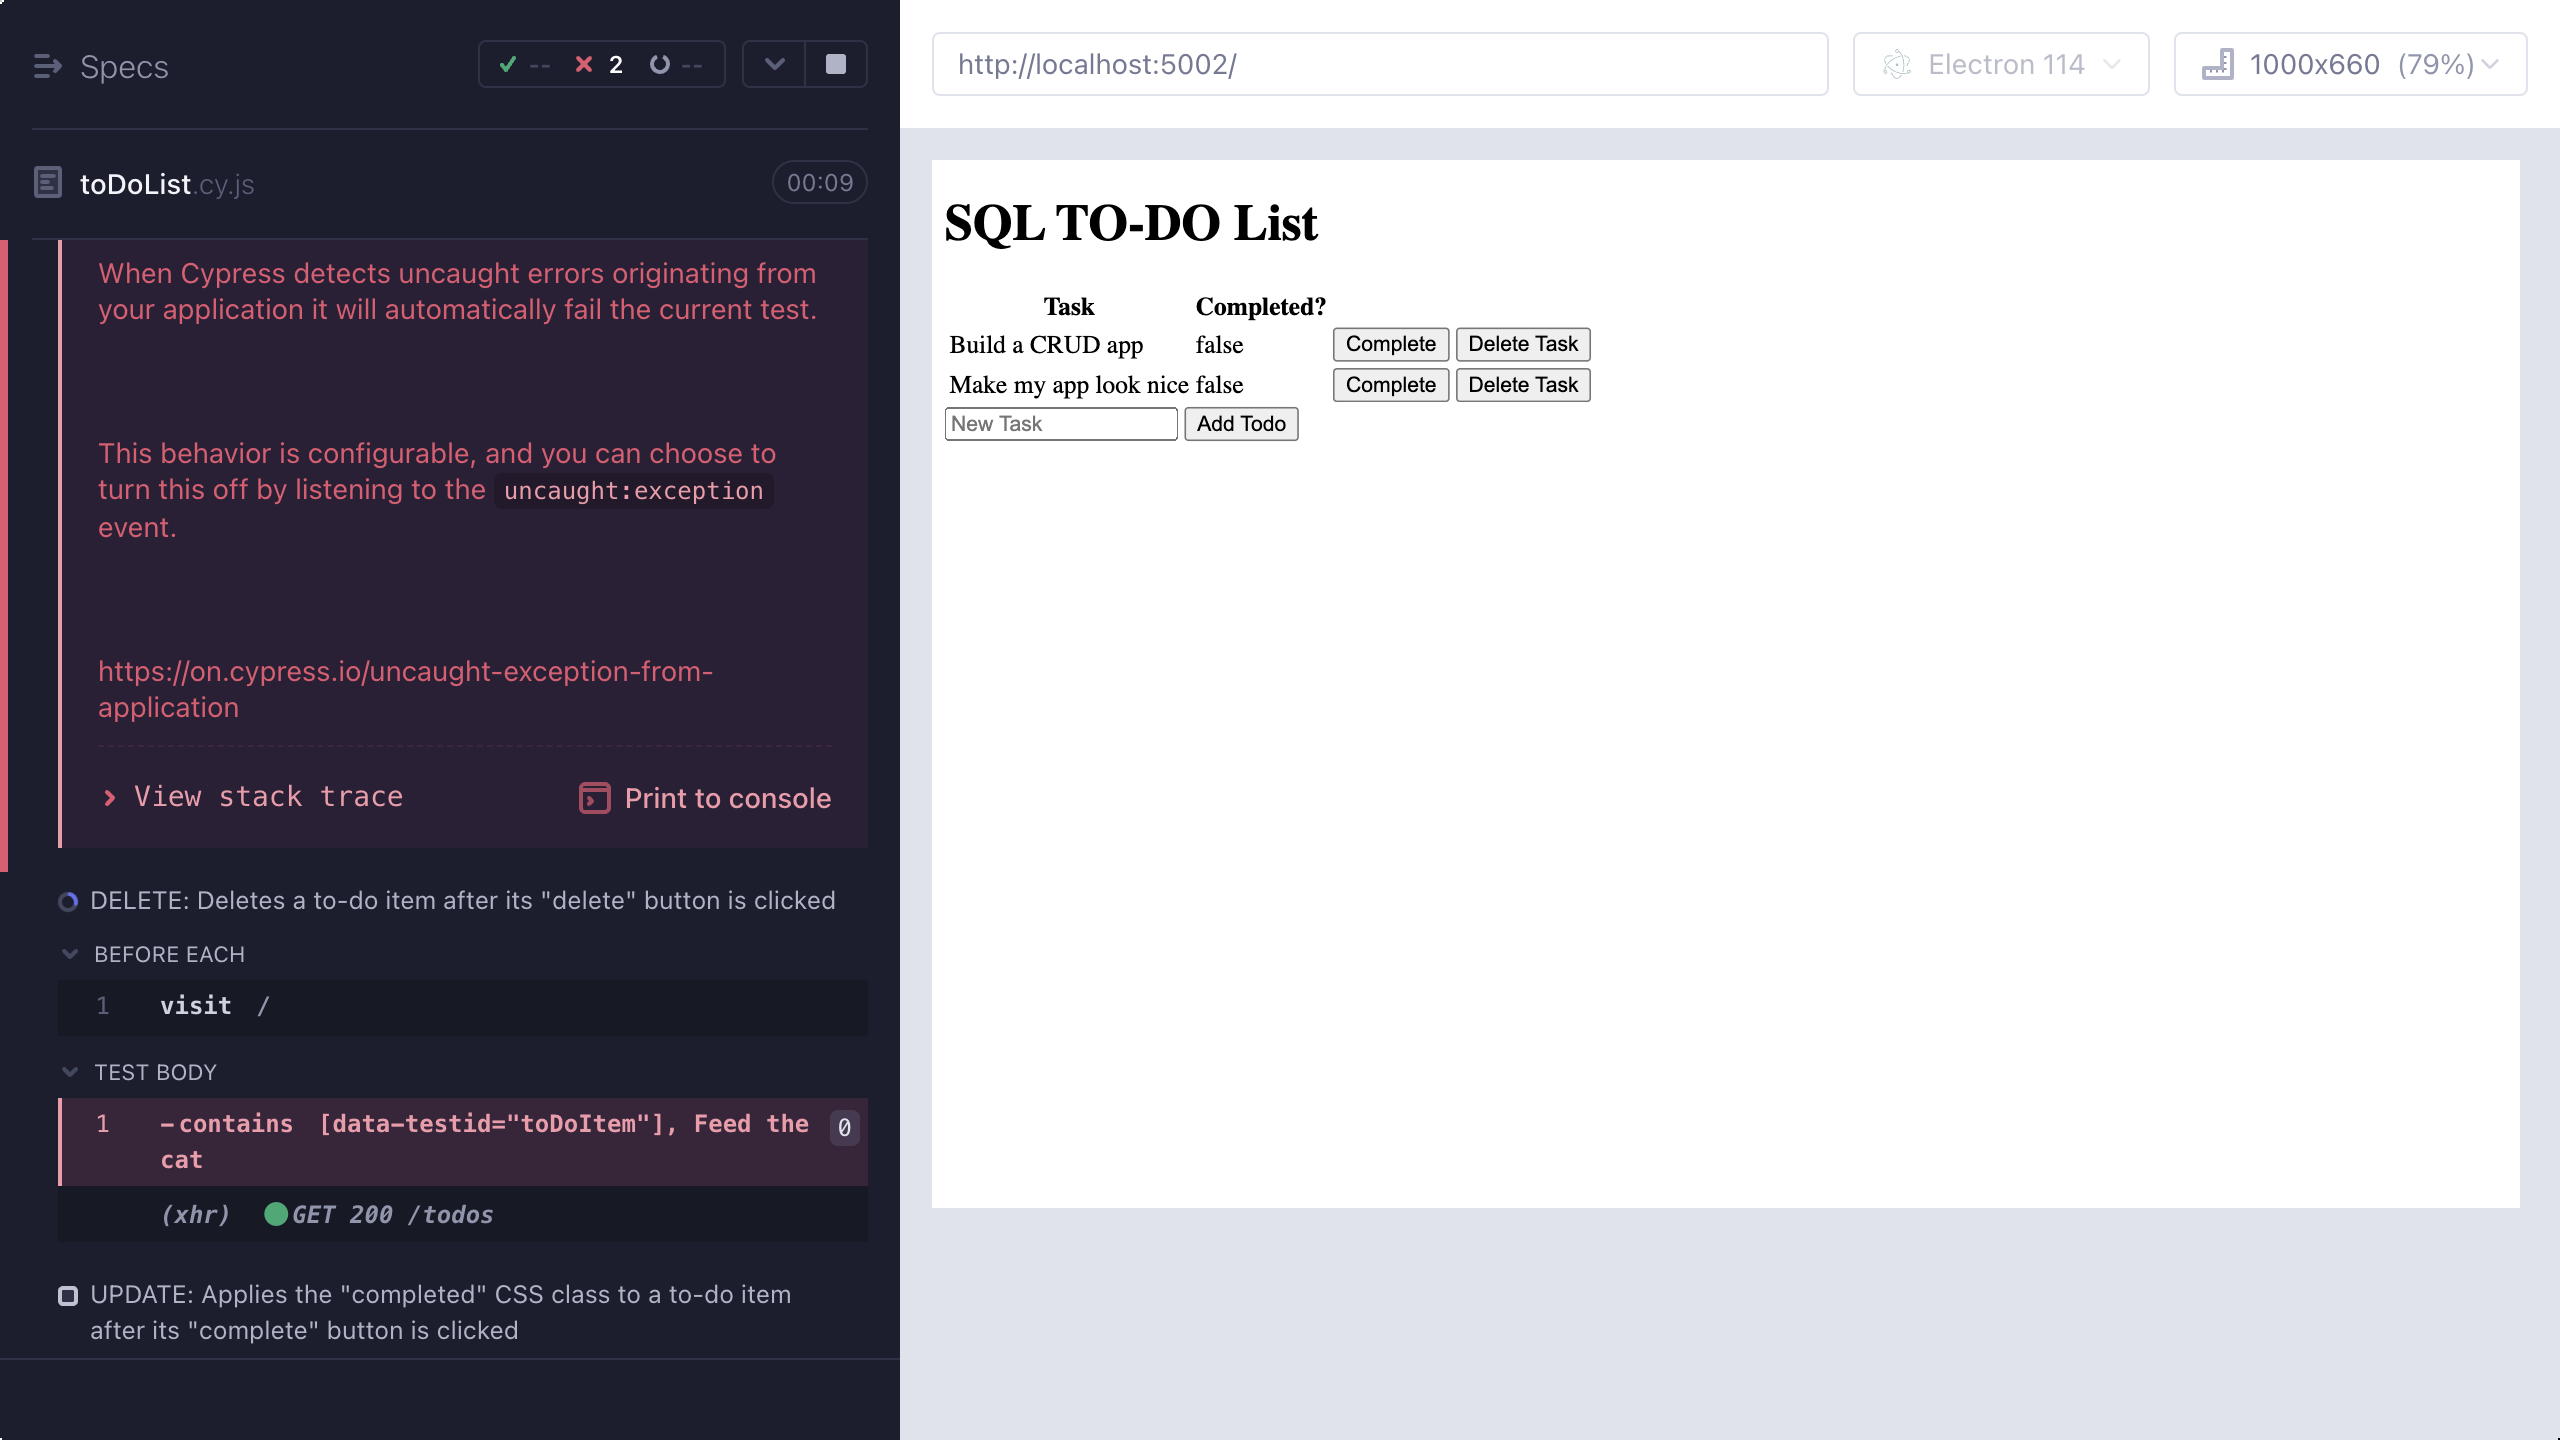 Specs
-- 2 --
toDoList.cy.js 00:09
When Cypress detects uncaught errors originating from
your application it will automatically fail the current test.
This behavior is configurable, and you can choose to
turn this off by listening to the uncaught:exception
event.
https://on.cypress.io/uncaught-exception-from-
application
View stack trace Print to console
DELETE: Deletes a to-do item after its "delete" button is clicked
BEFORE EACH
1 visit /
TEST BODY
1 -contains [data-testid="toDoItem"], Feed the 0
cat
(xhr) GET 200 /todos
UPDATE: Applies the "completed" CSS class to a to-do item
after its "complete" button is clicked
http://localhost:5002/ Electron 114 1000x660 (79%)
SQL TO-DO List
Task Completed?
Build a CRUD app false Complete Delete Task
Make my app look nice false Complete Delete Task
New Task Add Todo